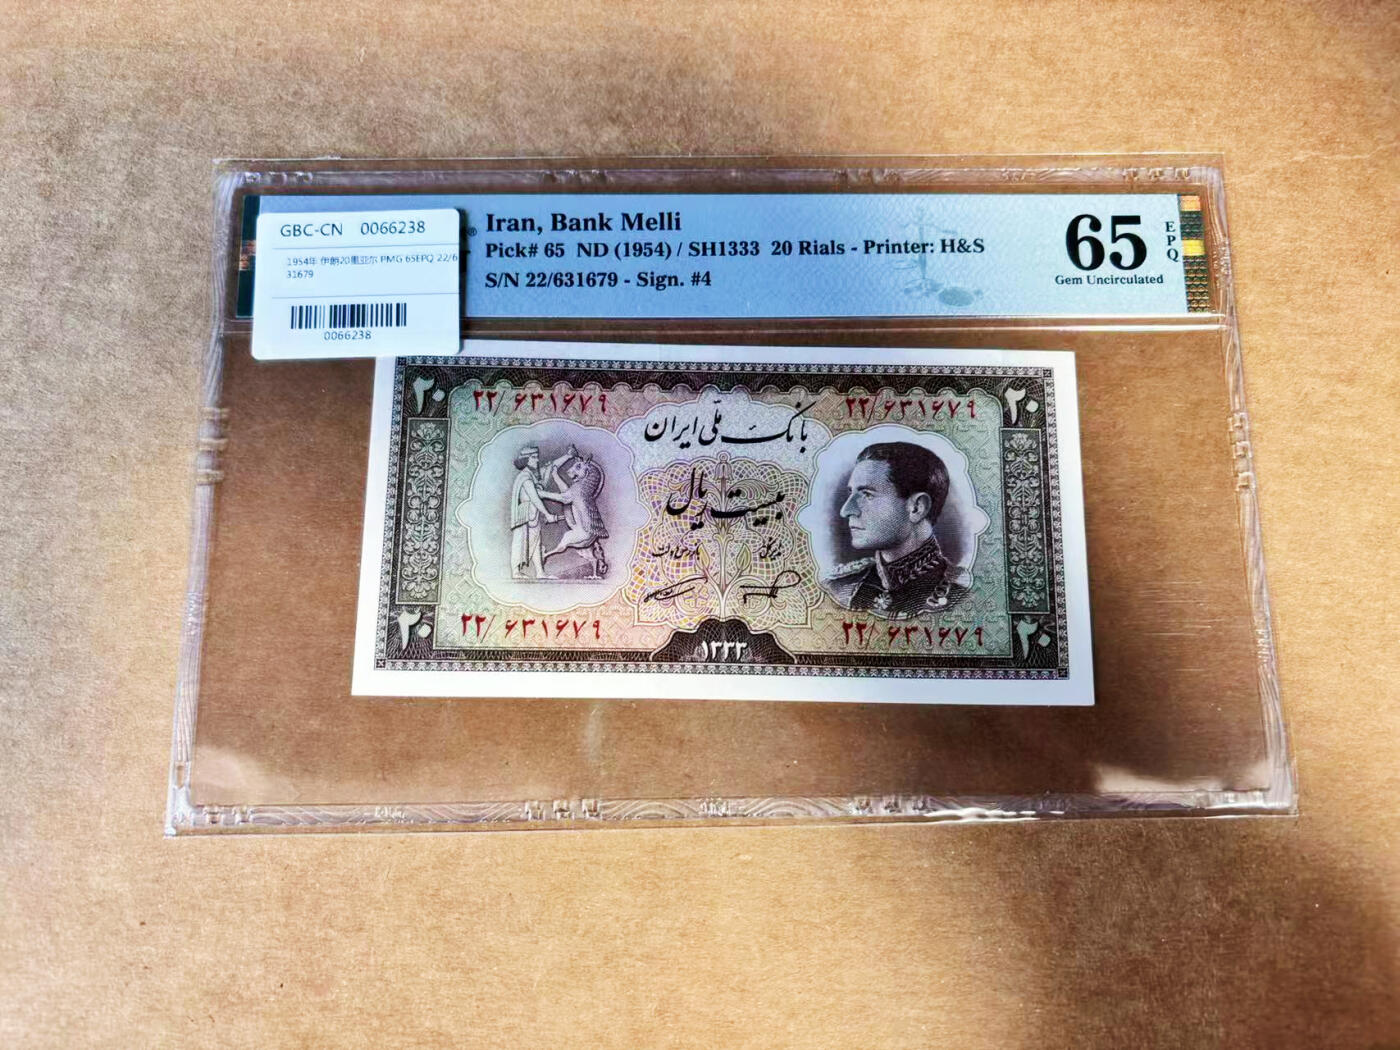 GBC-CN 0066238
1954年 伊朗20里亚尔 PMG 65EPQ 22/6
31679
0066238
®
Iran, Bank Melli
Pick# 65 ND (1954) / SH1333 20 Rials - Printer: H&S
S/N 22/631679 - Sign. #4
65
EPQ
Gem Uncirculated
۲۰
۲۲/۶۳۱۶۷۹
۲۲/۶۳۱۶۷۹
۲۰
بانک ملّی ایران
بیست ریال
مدیر کل
۲۰
۲۲/۶۳۱۶۷۹
۲۲/۶۳۱۶۷۹
۲۰
۱۳۳۳